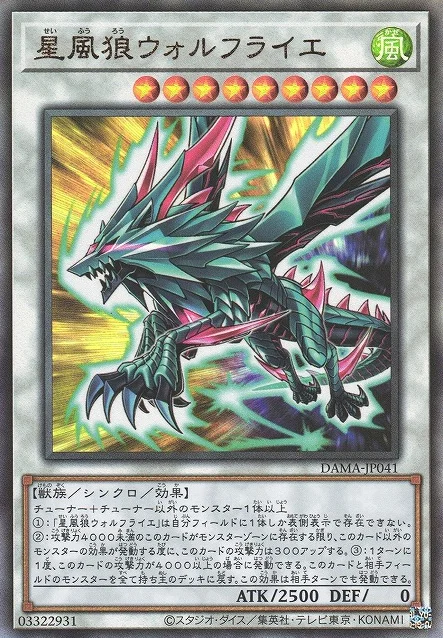 星風狼ウォルフライエ
風
DAMA-JP041
【獣族／シンクロ／効果】
チューナー＋チューナー以外のモンスター1体以上
①：「星風狼ウォルフライエ」は自分フィールドに1体しか表側表示で存在できない。
②：攻撃力4000未満のこのカードがモンスターゾーンに存在する限り、このカード以外の
モンスターの効果が発動する度に、このカードの攻撃力は300アップする。③：1ターンに
1度、このカードの攻撃力が4000以上の場合に発動できる。このカードと相手フィー
ルドのモンスターを全て持ち主のデッキに戻す。この効果は相手ターンでも発動できる。
ATK/2500 DEF/ 0
03322931
©スタジオ・ダイス／集英社・テレビ東京・KONAMI